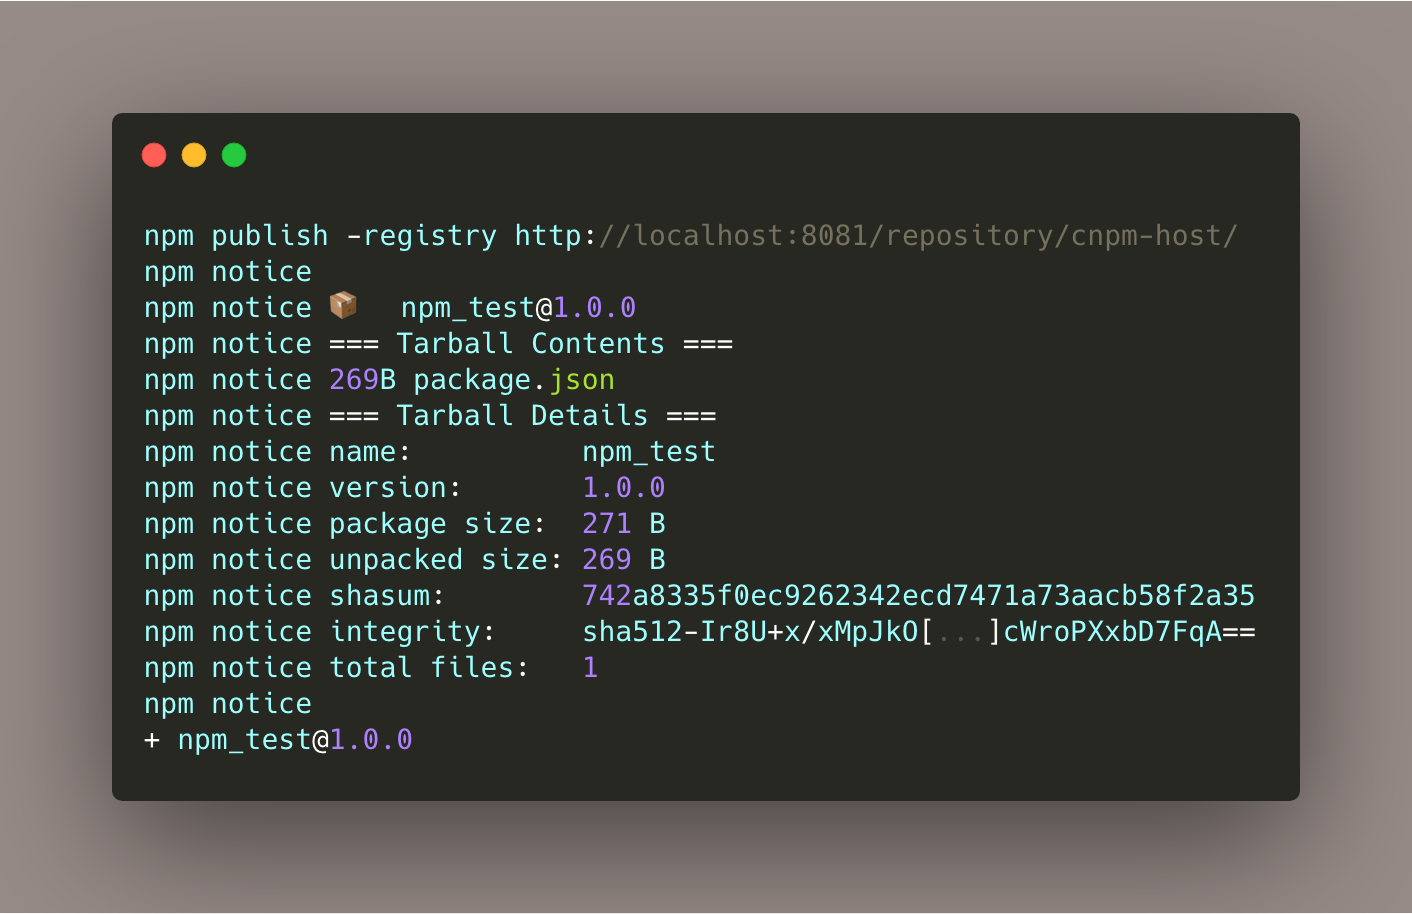 npm publish -registry http://localhost:8081/repository/cnpm-host/
npm notice
npm notice 📦  npm_test@1.0.0
npm notice === Tarball Contents ===
npm notice 269B package.json
npm notice === Tarball Details ===
npm notice name:          npm_test
npm notice version:       1.0.0
npm notice package size:  271 B
npm notice unpacked size: 269 B
npm notice shasum:        742a8335f0ec9262342ecd7471a73aacb58f2a35
npm notice integrity:     sha512-Ir8U+x/xMpJkO[...]cWroPXxbD7FqA==
npm notice total files:   1
npm notice
+ npm_test@1.0.0